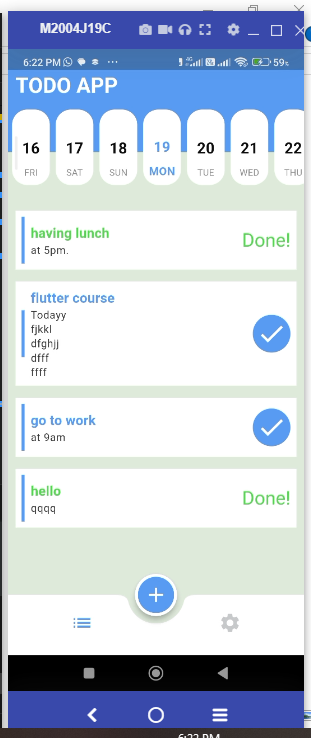 M2004J19C
6:22 PM
4G
59%
TODO APP
16 17 18 19 20 21 22
FRI SAT SUN MON TUE WED THU
having lunch
at 5pm.
Done!
flutter course
Todayy
fjkkl
dfghjj
dfff
ffff
go to work
at 9am
hello
qqqq
Done!
6:22 PM